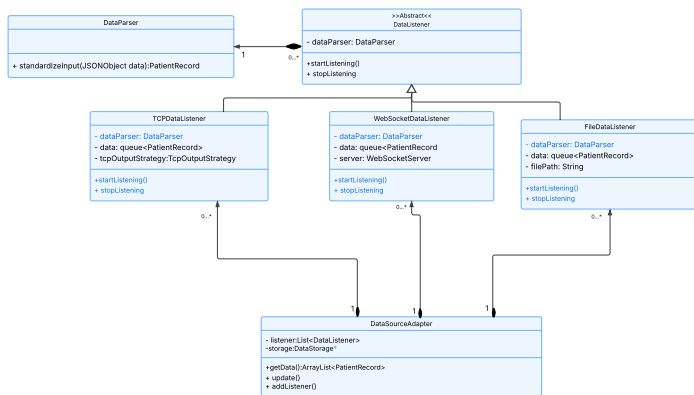 DataParser
+ standardizeInput(JSONObject data):PatientRecord
1
0...*
>>Abstract<<
DataListener
- dataParser: DataParser
+startListening()
+ stopListening
TCPDataListener
- dataParser: DataParser
- data: queue<PatientRecord>
- tcpOutputStrategy:TcpOutputStrategy
+startListening()
+ stopListening
WebSocketDataListener
- dataParser: DataParser
- data: queue<PatientRecord
- server: WebSocketServer
+startListening()
+ stopListening
FileDataListener
- dataParser: DataParser
- data: queue<PatientRecord>
- filePath: String
+startListening()
+ stopListening
0...*
0...*
0...*
1
1
1
DataSourceAdapter
- listener:List<DataListener>
-storage:DataStorage*
+getData():ArrayList<PatientRecord>
+ update()
+ addListener()